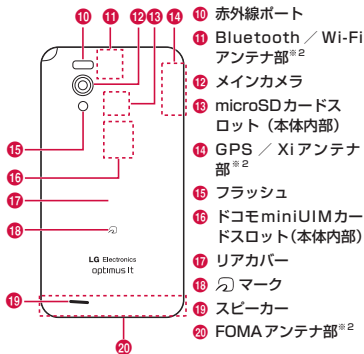 ⑩ ⑪ ⑫ ⑬ ⑭
⑮
⑯
⑰
⑱
LG Electronics
optimus it
⑲
⑳
⑩ 赤外線ポート
⑪ Bluetooth / Wi-Fi
アンテナ部※2
⑫ メインカメラ
⑬ microSDカードス
ロット（本体内部）
⑭ GPS / Xiアンテナ
部※2
⑮ フラッシュ
⑯ ドコモminiUIMカー
ドスロット（本体内部）
⑰ リアカバー
⑱ マーク
⑲ スピーカー
⑳ FOMAアンテナ部※2